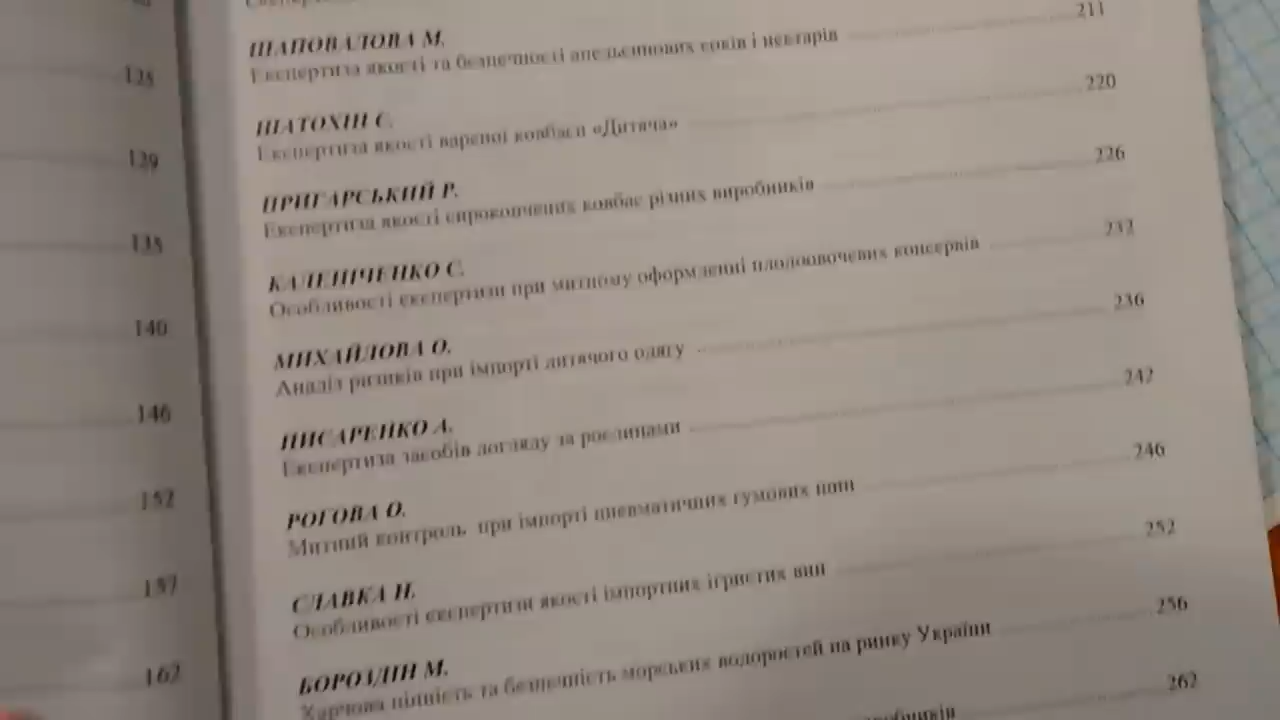 125
129
135
140
146
152
157
162
ШАПОВАЛОВА М.
Експертиза якості та безпечності апельсинових соків і нектарів 211
ШАТОХІН Є.
Експертиза якості вареної ковбаси «Дитяча» 220
ПРИГАРСЬКИЙ Р.
Експертиза якості сирокопчених ковбас різних виробників 226
КАЛЕНІЧЕНКО С.
Особливості експертизи при митному оформленні плодоовочевих консервів 232
МИХАЙЛОВА О.
Аналіз ризиків при імпорті дитячого одягу 236
ПИСАРЕНКО А.
Експертиза засобів догляду за рослинами 242
РОГОВА О.
Митний контроль при імпорті пневматичних гумових шин 246
СЛАВКА Н.
Особливості експертизи якості імпортних ігристих вин 252
БОРОЗДІН М.
Харчова цінність та безпечність морських водоростей на ринку України 256
виробників 262